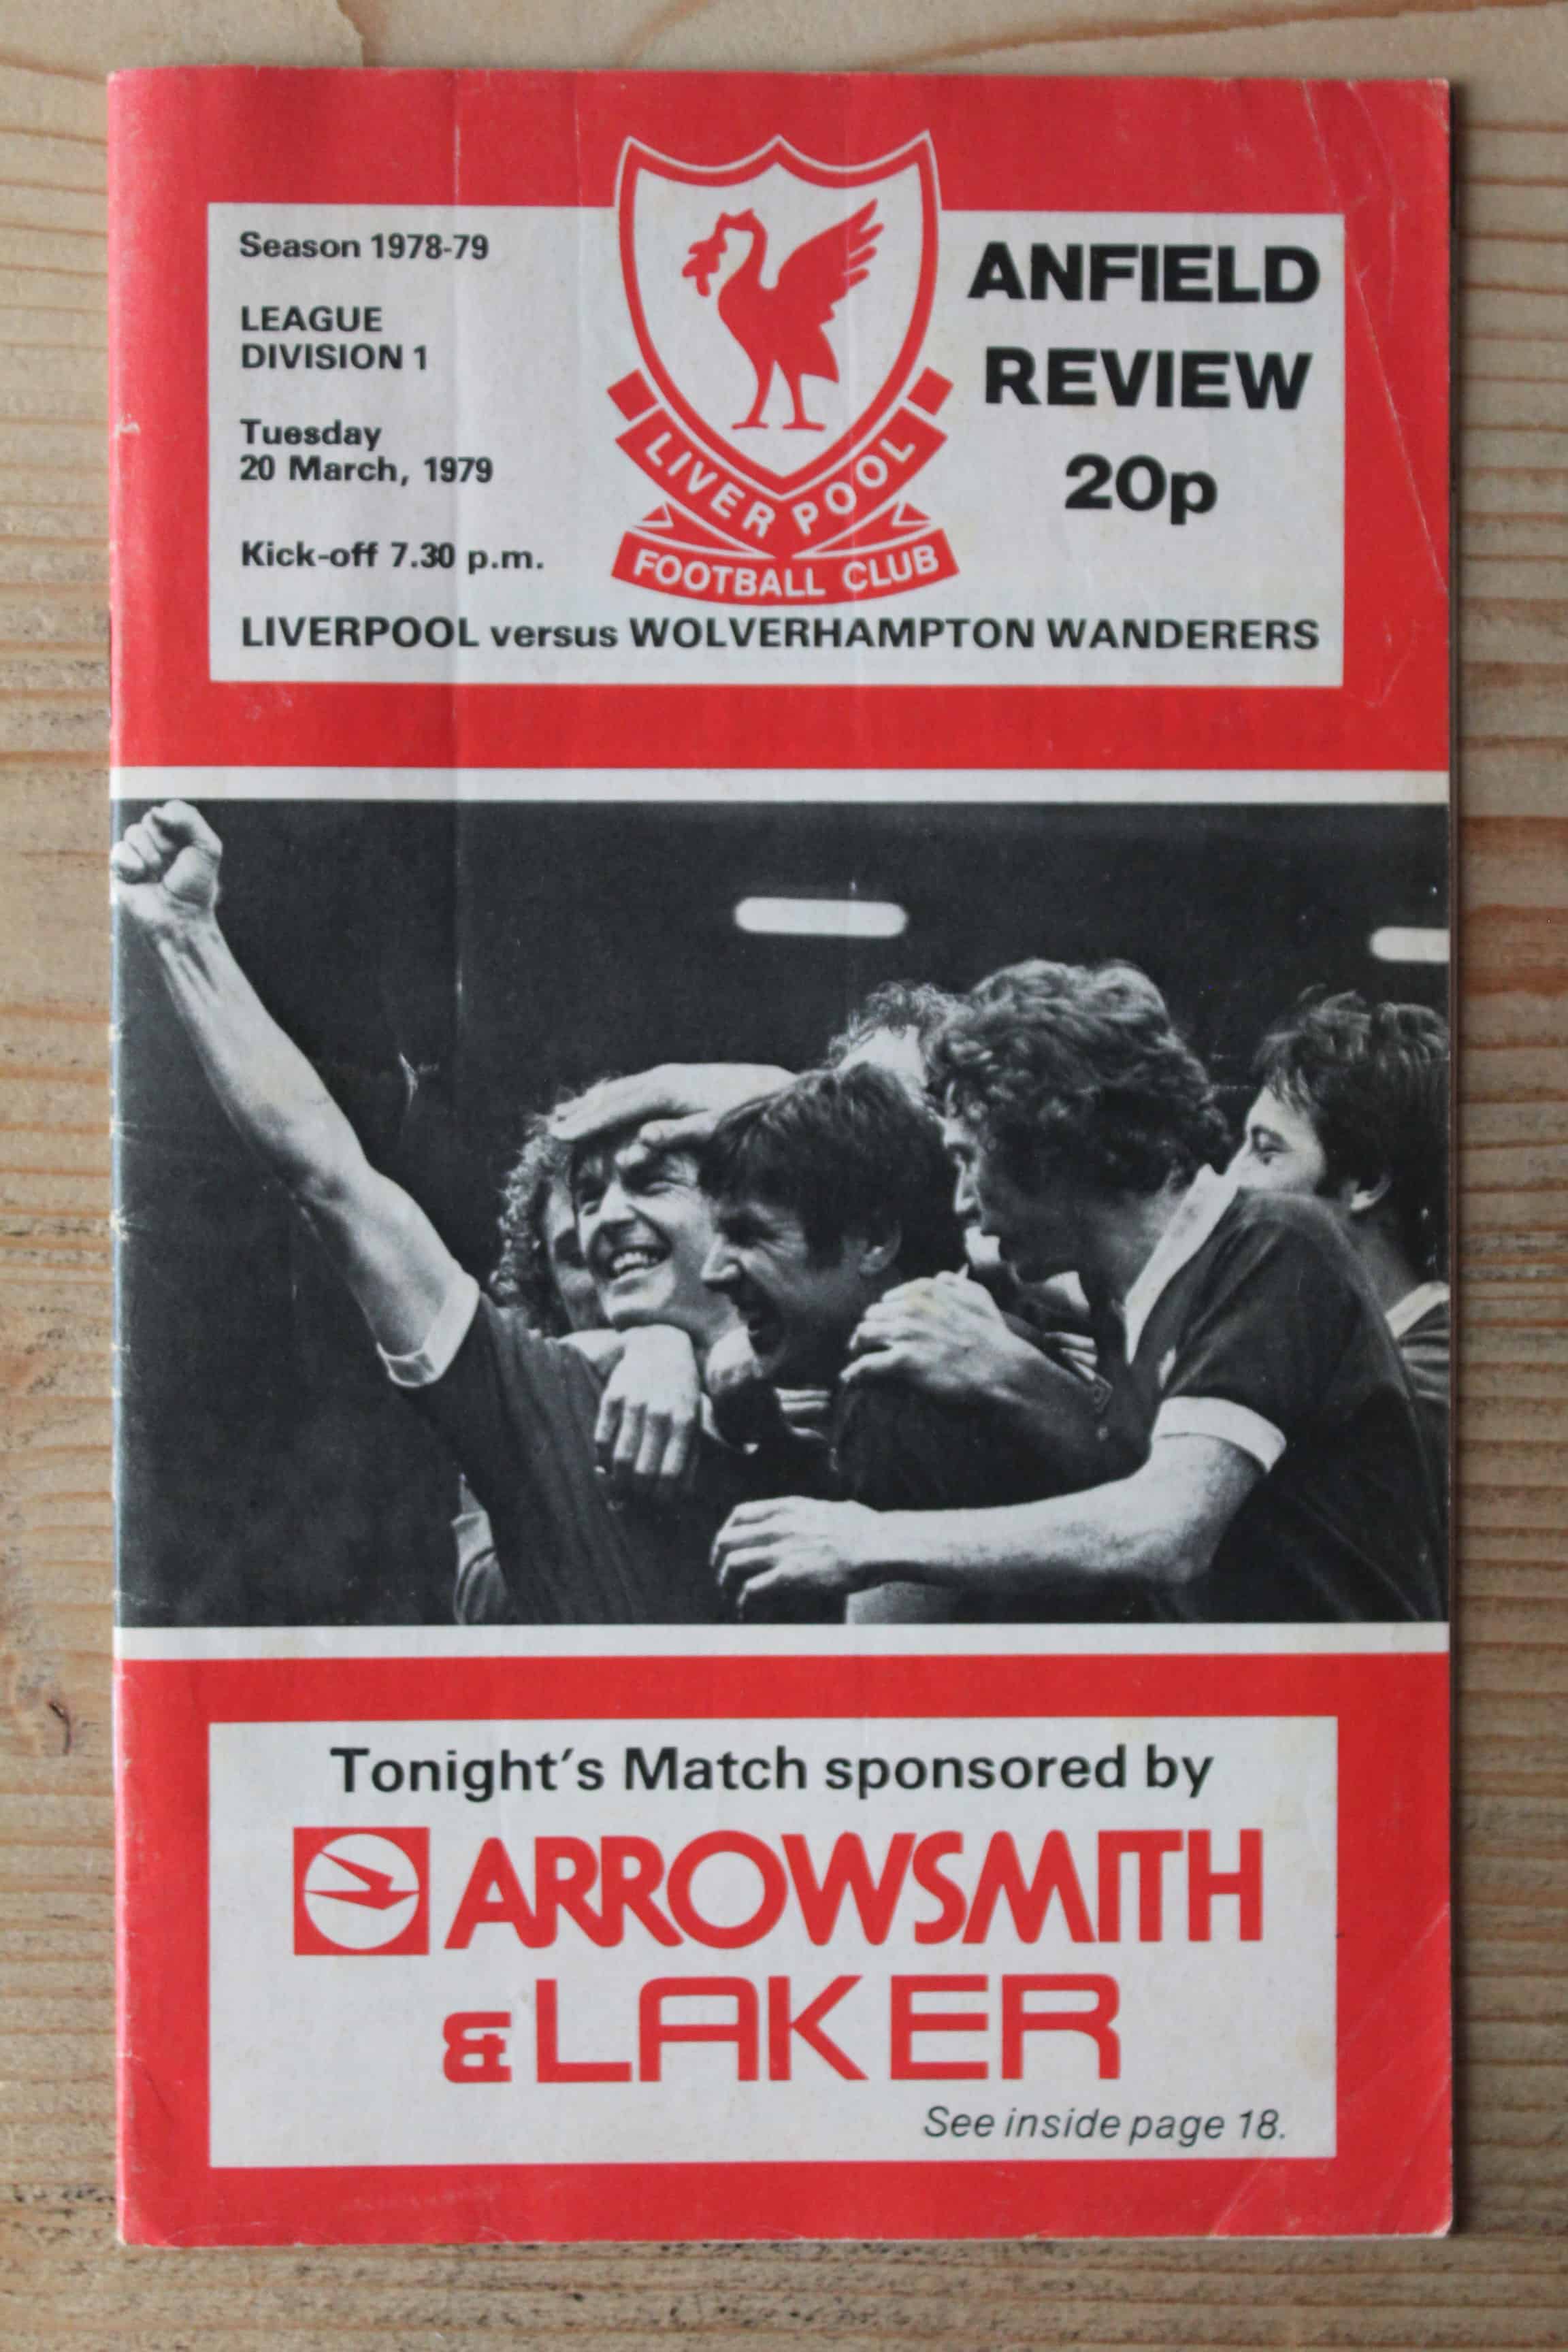 Season 1978-79
LEAGUE
DIVISION 1
Tuesday
20 March, 1979
Kick-off 7.30 p.m.
LIVERPOOL
FOOTBALL CLUB
ANFIELD
REVIEW
20p
LIVERPOOL versus WOLVERHAMPTON WANDERERS
Tonight's Match sponsored by
ARROWSMITH
& LAKER
See inside page 18.